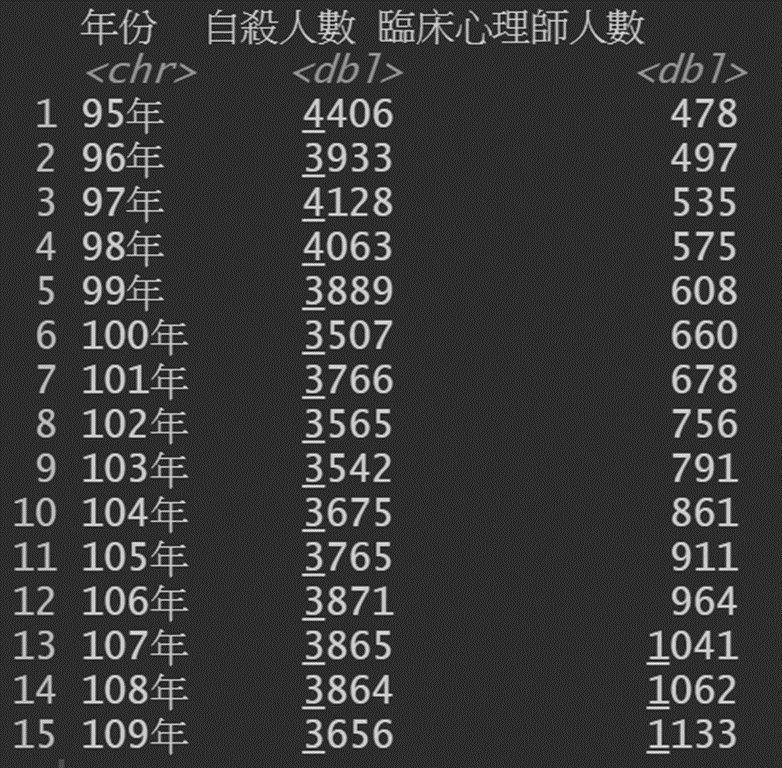 年份 自殺人數 臨床心理師人數
<chr> <dbl> <dbl>
1 95年 4406 478
2 96年 3933 497
3 97年 4128 535
4 98年 4063 575
5 99年 3889 608
6 100年 3507 660
7 101年 3766 678
8 102年 3565 756
9 103年 3542 791
10 104年 3675 861
11 105年 3765 911
12 106年 3871 964
13 107年 3865 1041
14 108年 3864 1062
15 109年 3656 1133